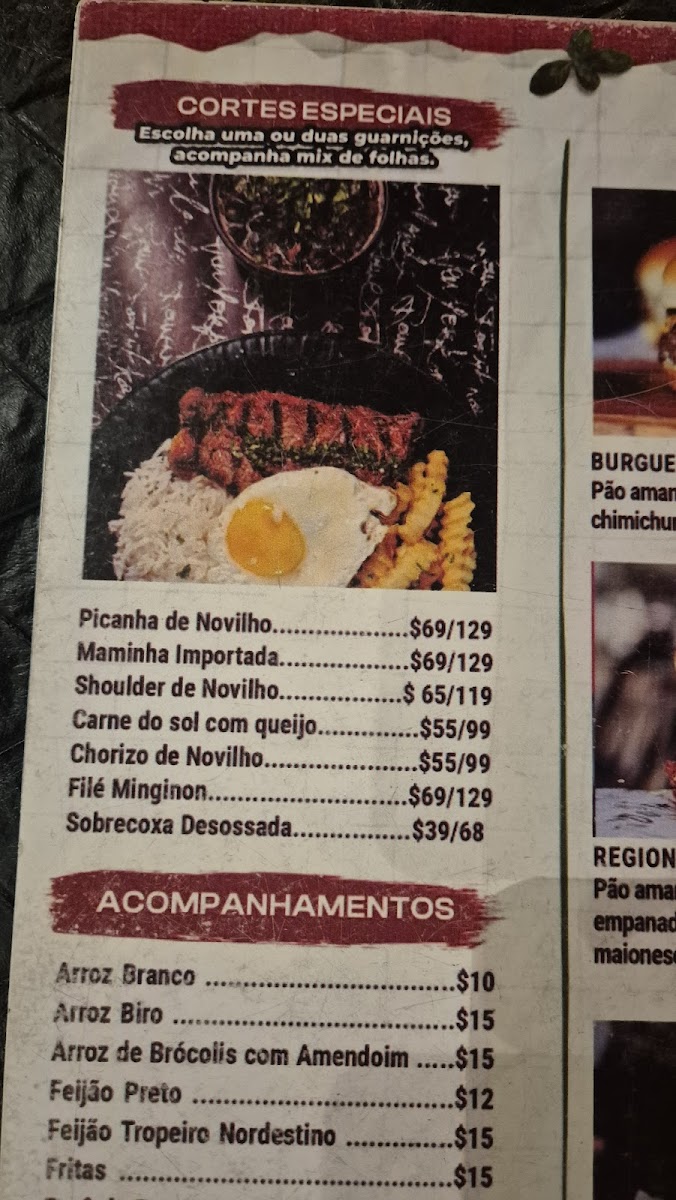 CORTES ESPECIAIS
Escolha uma ou duas guarnições,
acompanha mix de folhas.
Picanha de Novilho...................$69/129
Maminha Importada..................$69/129
Shoulder de Novilho.................$ 65/119
Carne do sol com queijo..............$55/99
Chorizo de Novilho.....................$55/99
Filé Minginon............................$69/129
Sobrecoxa Desossada.................$39/68
ACOMPANHAMENTOS
Arroz Branco ..................................$10
Arroz Biro .......................................$15
Arroz de Brócolis com Amendoim .....$15
Feijão Preto ....................................$12
Feijão Tropeiro Nordestino ..............$15
Fritas ..............................................$15
BURGUE
Pão aman
chimichur
REGION
Pão ama
empanad
maionese